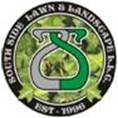 SOUTH SIDE LAWN & LANDSCAPE L.L.C.
EST - 1996